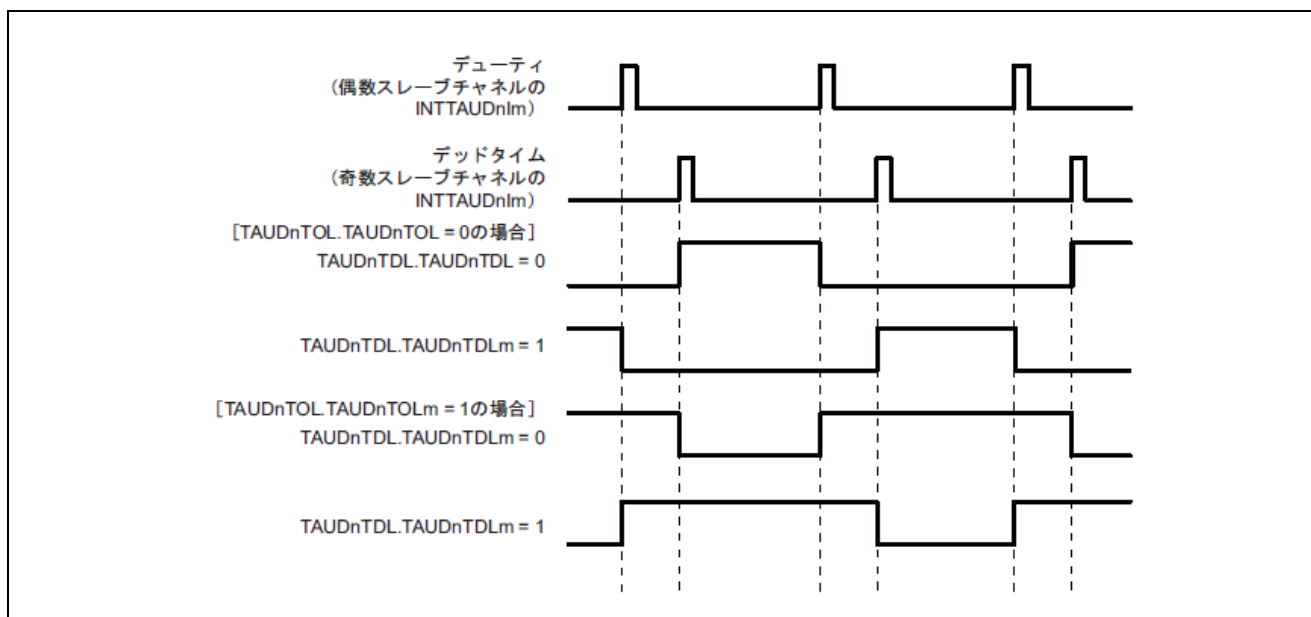 デューティ
（偶数スレーブチャネルの
INTTAUDnIm）
デッドタイム
（奇数スレーブチャネルの
INTTAUDnIm）
［TAUDnTOL.TAUDnTOL = 0の場合］
TAUDnTDL.TAUDnTDL = 0
TAUDnTDL.TAUDnTDLm = 1
［TAUDnTOL.TAUDnTOLm = 1の場合］
TAUDnTDL.TAUDnTDLm = 0
TAUDnTDL.TAUDnTDLm = 1